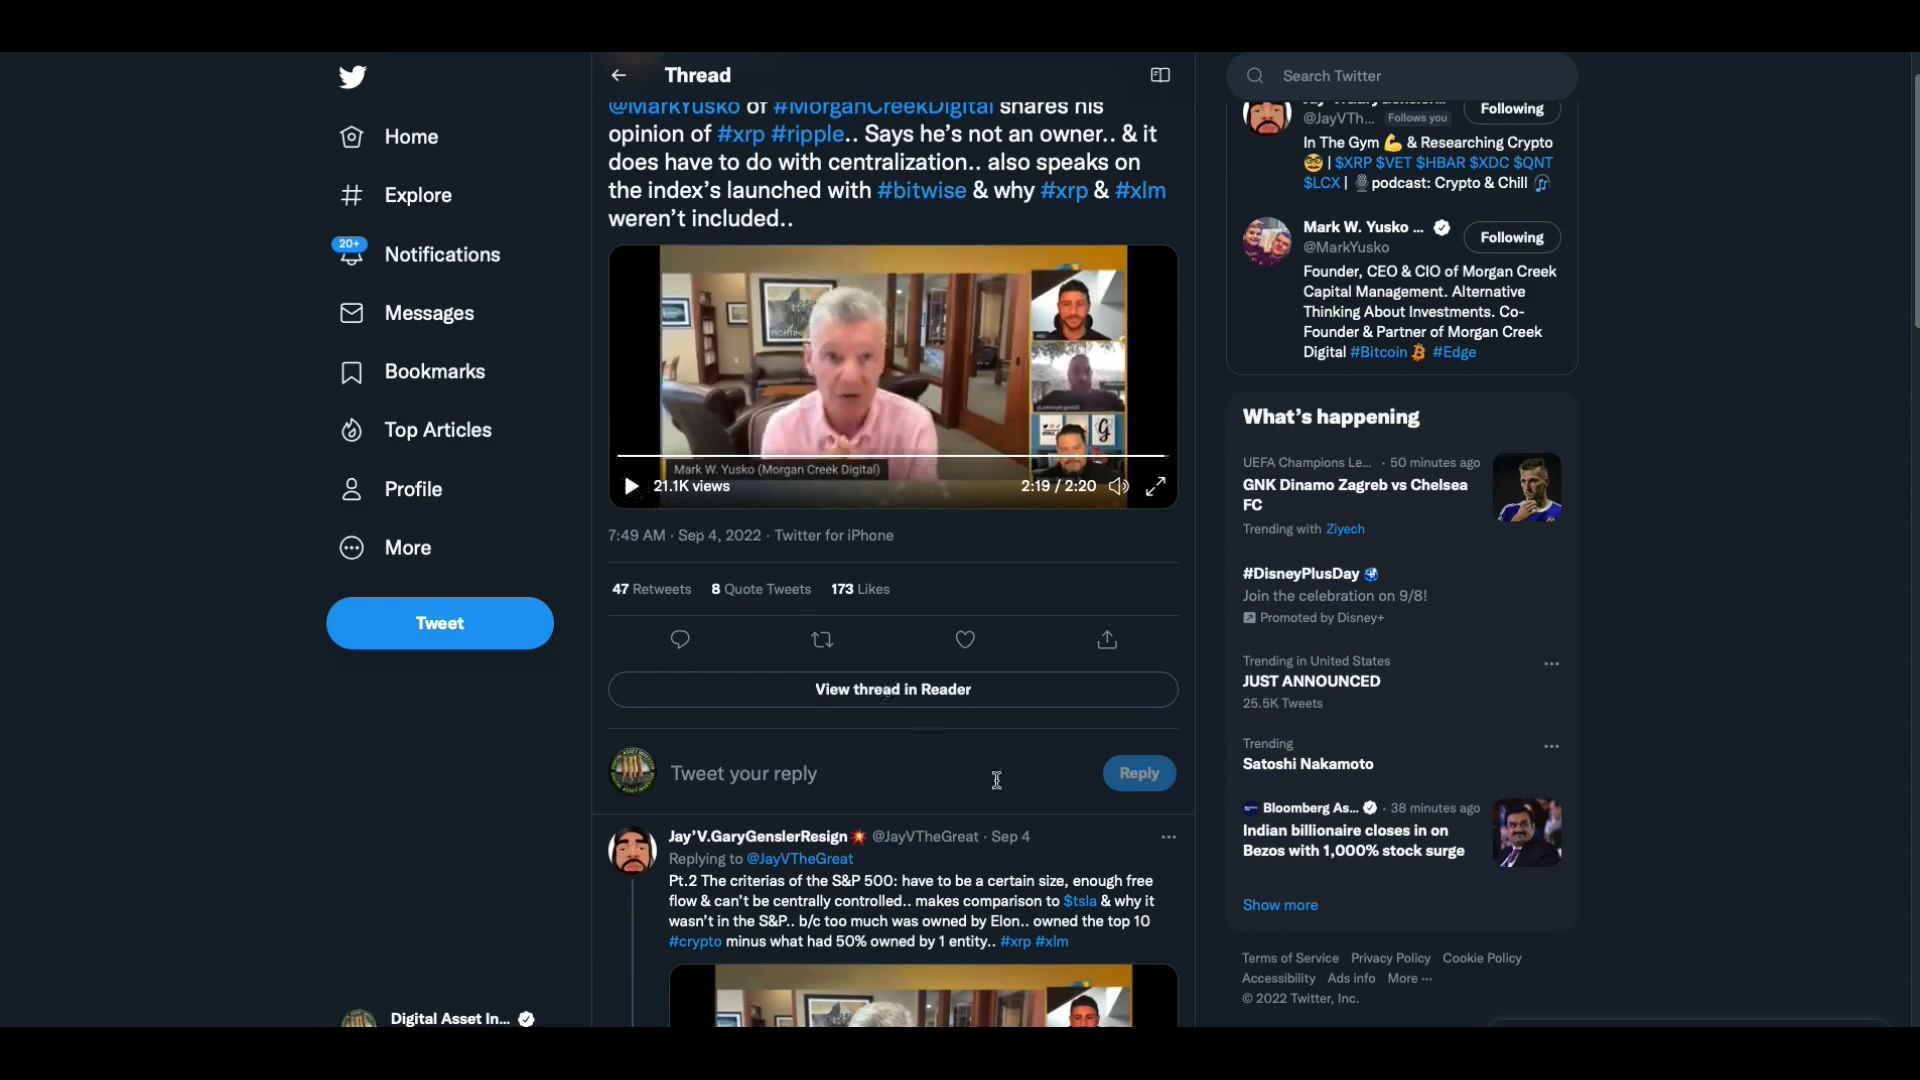 Home
Explore
20+
Notifications
Messages
Bookmarks
Top Articles
Profile
More
Tweet
Digital Asset In...
Thread
@MarkYusko of #MorganCreekDigital shares his
opinion of #xrp #ripple.. Says he's not an owner.. & it
does have to do with centralization.. also speaks on
the index's launched with #bitwise & why #xrp & #xlm
weren't included..
Mark W. Yusko (Morgan Creek Digital)
21.1K views
2:19 / 2:20
7:49 AM · Sep 4, 2022 · Twitter for iPhone
47 Retweets 8 Quote Tweets 173 Likes
View thread in Reader
Tweet your reply
Reply
Jay'V.GaryGenslerResign💥 @JayVTheGreat · Sep 4
Replying to @JayVTheGreat
Pt.2 The criterias of the S&P 500: have to be a certain size, enough free
flow & can't be centrally controlled.. makes comparison to $tsla & why it
wasn't in the S&P.. b/c too much was owned by Elon.. owned the top 10
#crypto minus what had 50% owned by 1 entity.. #xrp #xlm
Search Twitter
Following
@JayVTh... Follows you
In The Gym 💪 & Researching Crypto
🤓 | $XRP $VET $HBAR $XDC $QNT
$LCX | 🎙podcast: Crypto & Chill 🎧
Mark W. Yusko ...
Following
@MarkYusko
Founder, CEO & CIO of Morgan Creek
Capital Management. Alternative
Thinking About Investments. Co-
Founder & Partner of Morgan Creek
Digital #Bitcoin #Edge
What's happening
UEFA Champions Le... · 50 minutes ago
GNK Dinamo Zagreb vs Chelsea
FC
Trending with Ziyech
#DisneyPlusDay
Join the celebration on 9/8!
Promoted by Disney+
Trending in United States
JUST ANNOUNCED
25.5K Tweets
Trending
Satoshi Nakamoto
Bloomberg As... · 38 minutes ago
Indian billionaire closes in on
Bezos with 1,000% stock surge
Show more
Terms of Service Privacy Policy Cookie Policy
Accessibility Ads info More ···
© 2022 Twitter, Inc.